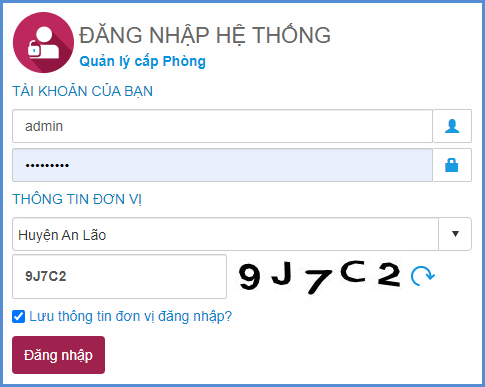 ĐĂNG NHẬP HỆ THỐNG
Quản lý cấp Phòng
TÀI KHOẢN CỦA BẠN
admin
•••••••••
THÔNG TIN ĐƠN VỊ
Huyện An Lão
9J7C2 9J7C2
Lưu thông tin đơn vị đăng nhập?
Đăng nhập